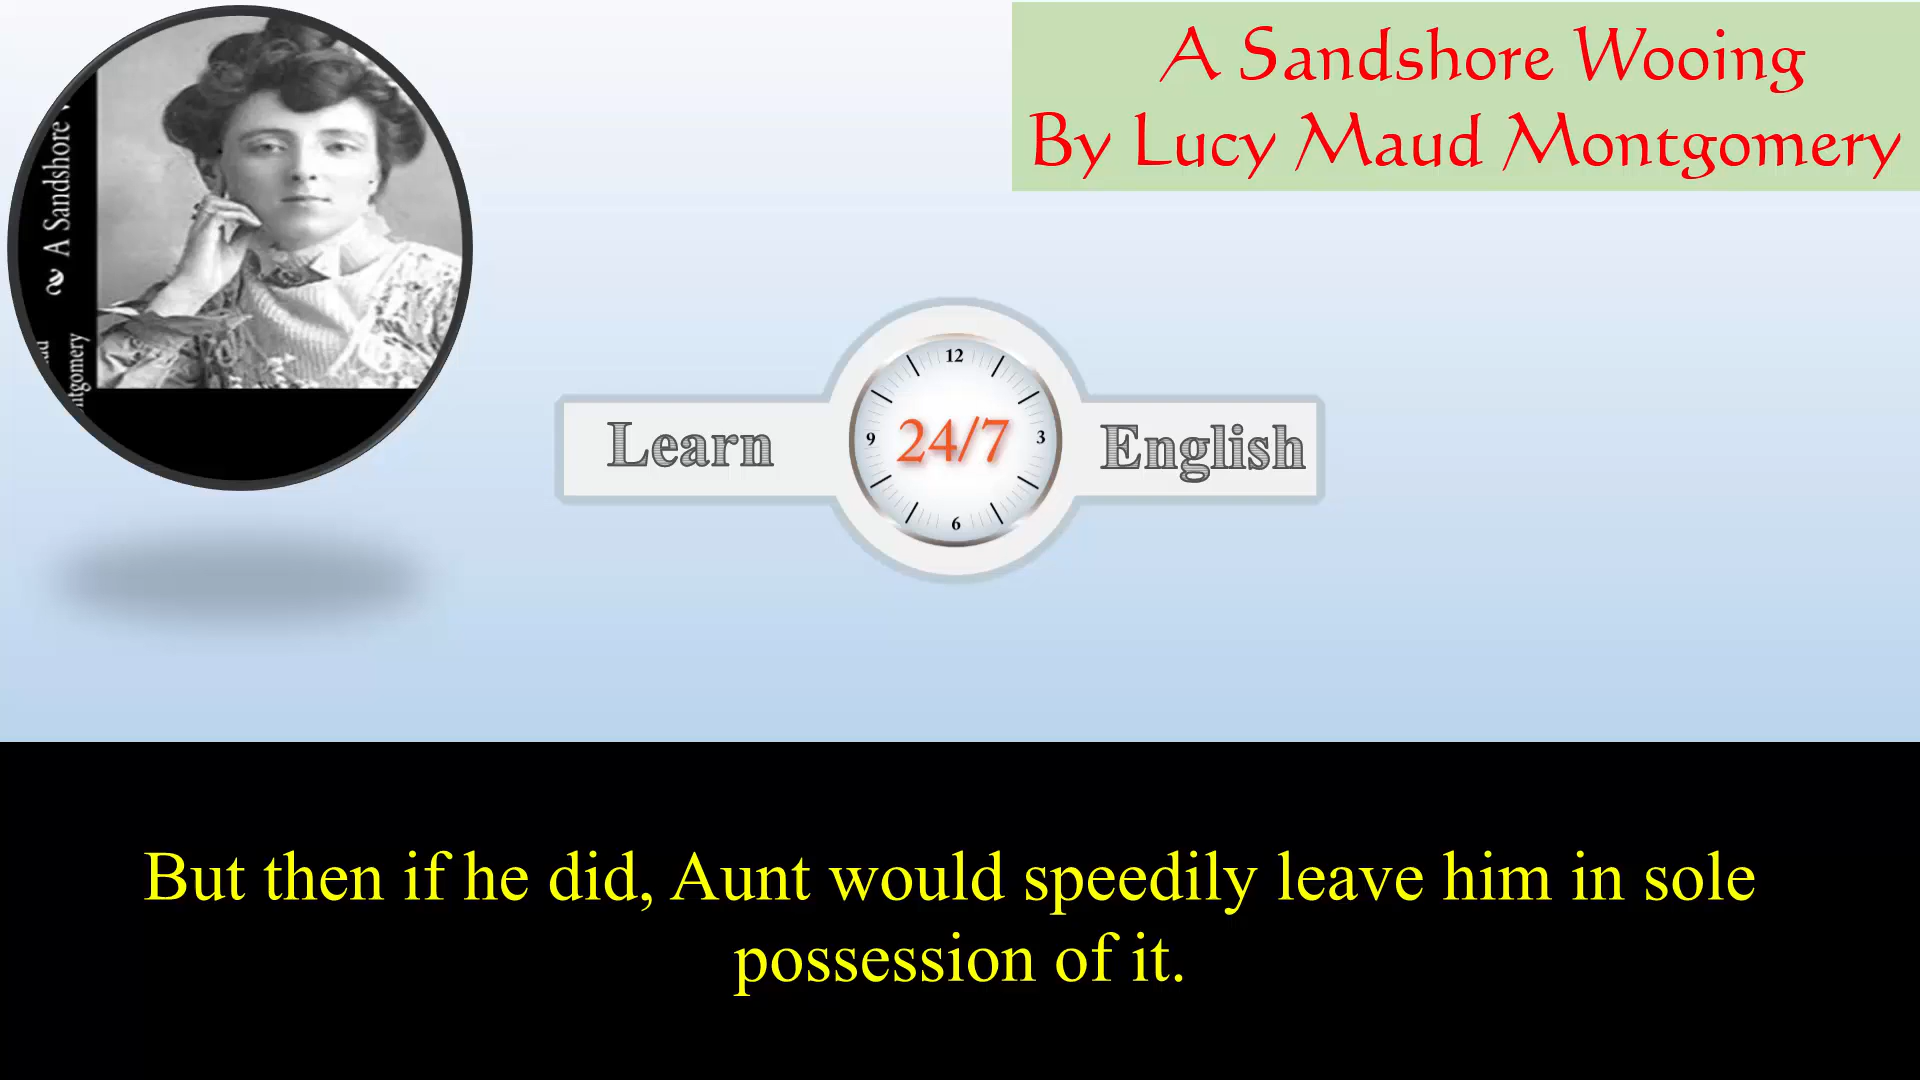 A Sandshore Wooing
By Lucy Maud Montgomery
A Sandshore
ntgomery
Learn
24/7
English
12
3
6
9
But then if he did, Aunt would speedily leave him in sole
possession of it.